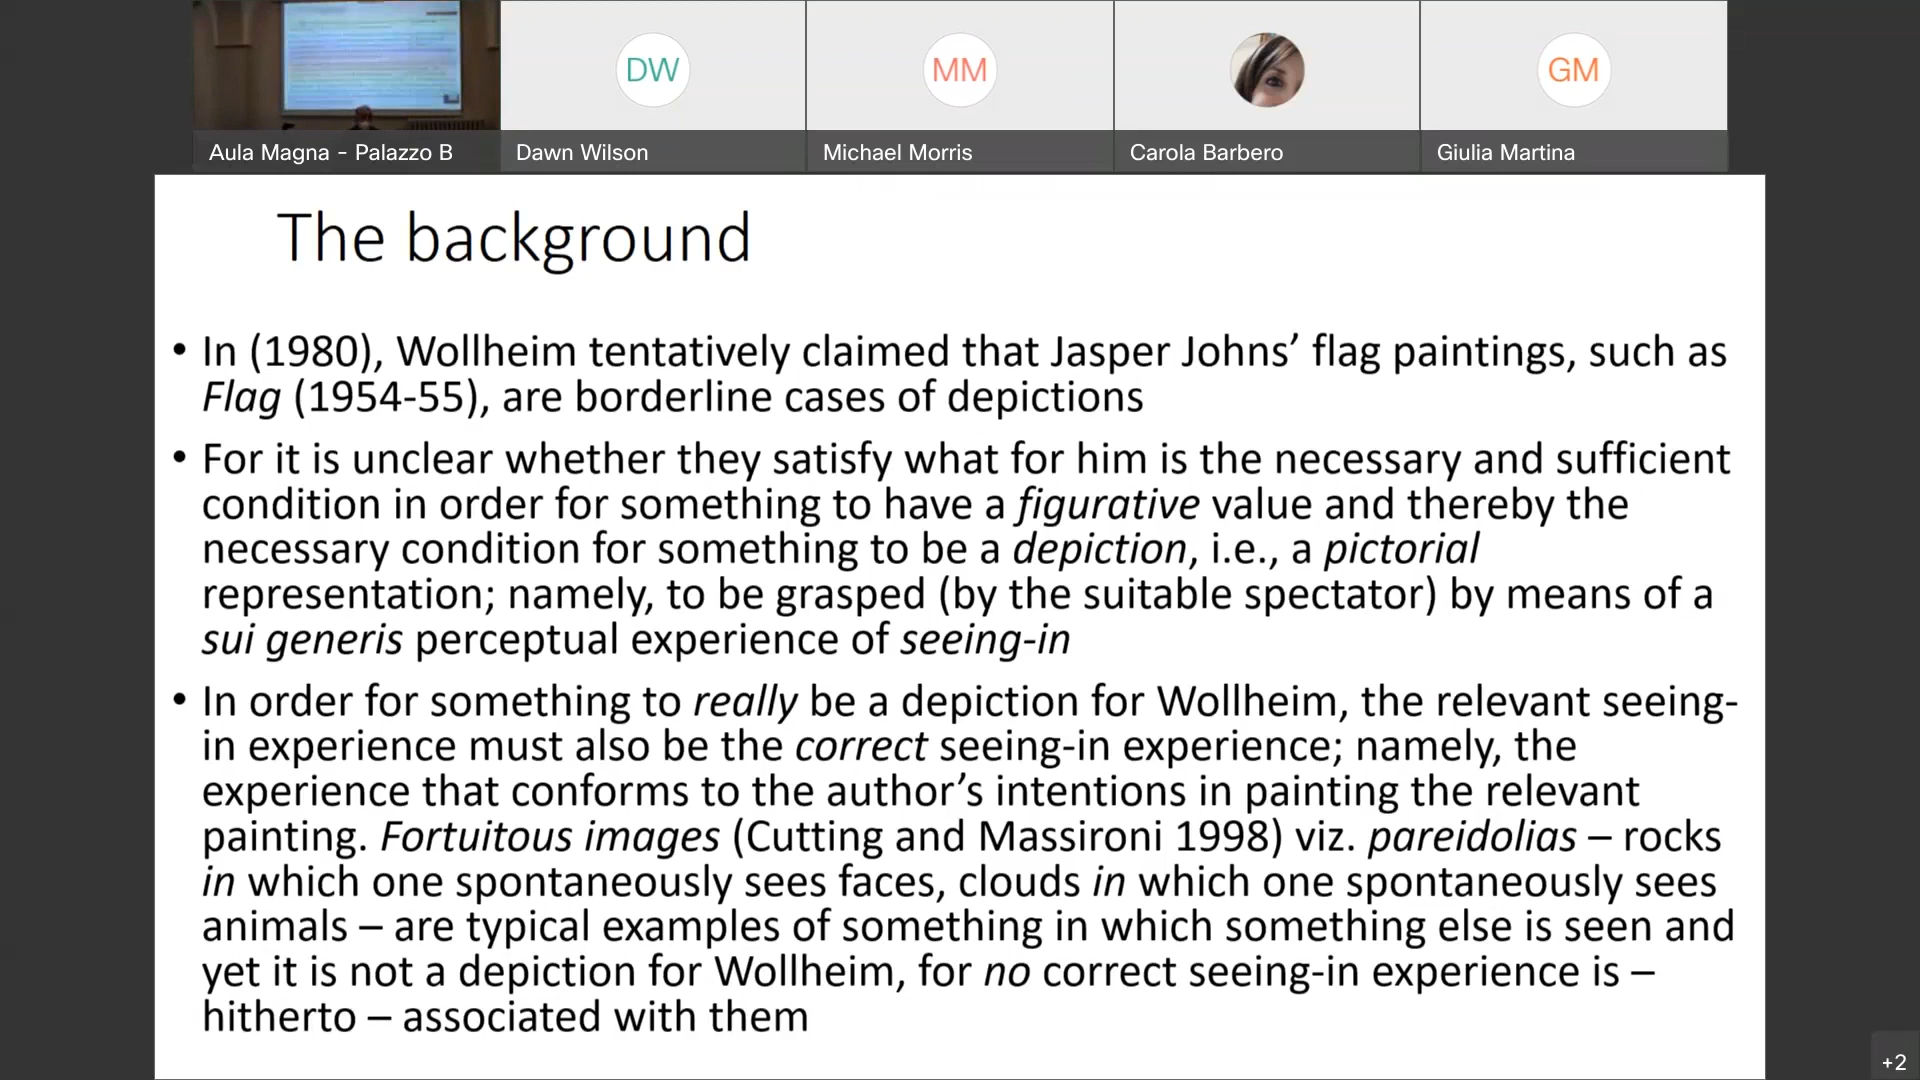 DW
MM
GM
Aula Magna - Palazzo B
Dawn Wilson
Michael Morris
Carola Barbero
Giulia Martina
The background
• In (1980), Wollheim tentatively claimed that Jasper Johns’ flag paintings, such as
Flag (1954-55), are borderline cases of depictions
• For it is unclear whether they satisfy what for him is the necessary and sufficient
condition in order for something to have a figurative value and thereby the
necessary condition for something to be a depiction, i.e., a pictorial
representation; namely, to be grasped (by the suitable spectator) by means of a
sui generis perceptual experience of seeing-in
• In order for something to really be a depiction for Wollheim, the relevant seeing-
in experience must also be the correct seeing-in experience; namely, the
experience that conforms to the author’s intentions in painting the relevant
painting. Fortuitous images (Cutting and Massironi 1998) viz. pareidolias – rocks
in which one spontaneously sees faces, clouds in which one spontaneously sees
animals – are typical examples of something in which something else is seen and
yet it is not a depiction for Wollheim, for no correct seeing-in experience is –
hitherto – associated with them
+2